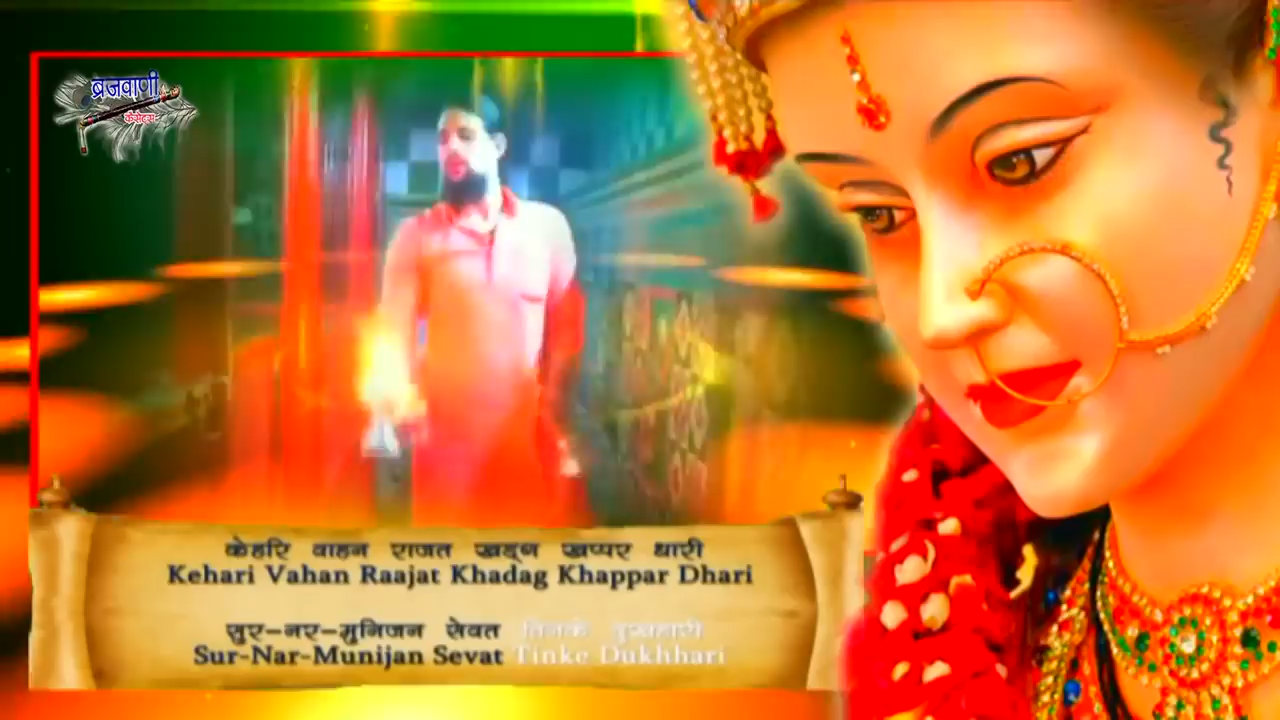 ब्रजवाणी
कैसेट्स
केहरि वाहन राजत खड्ग खप्पर धारी
Kehari Vahan Raajat Khadag Khappar Dhari
सुर-नर-मुनिजन सेवत तिनके दुखहारी
Sur-Nar-Munijan Sevat Tinke Dukhhari